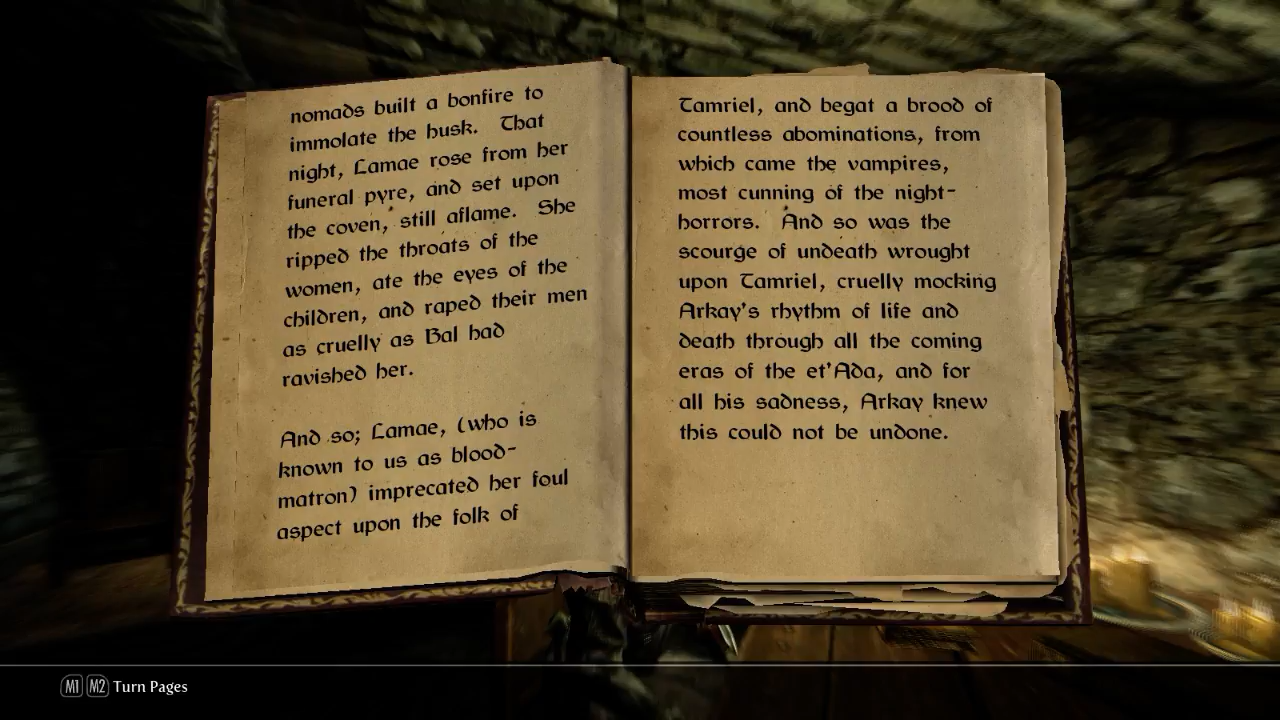 nomads built a bonfire to
immolate the husk. That
night, Lamae rose from her
funeral pyre, and set upon
the coven, still aflame. She
ripped the throats of the
women, ate the eyes of the
children, and raped their men
as cruelly as Bal had
ravished her.
And so; Lamae, (who is
known to us as blood-
matron) imprecated her foul
aspect upon the folk of
Tamriel, and begat a brood of
countless abominations, from
which came the vampires,
most cunning of the night-
horrors. And so was the
scourge of undeath wrought
upon Tamriel, cruelly mocking
Arkay's rhythm of life and
death through all the coming
eras of the et'Ada, and for
all his sadness, Arkay knew
this could not be undone.
M1 M2 Turn Pages